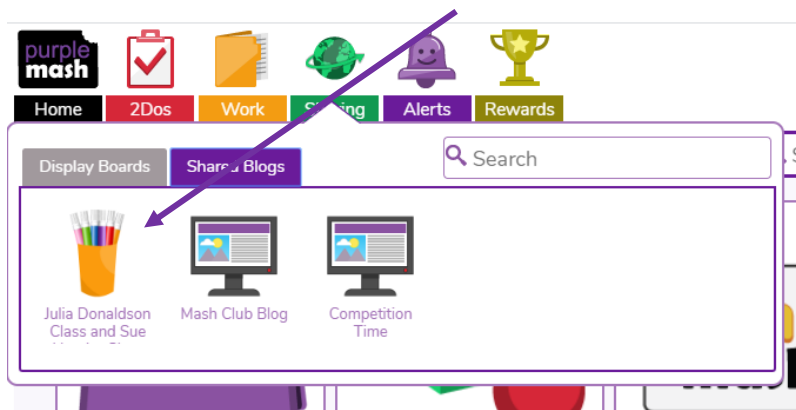 purple
mash
Home 2Dos Work Sharing Alerts Rewards
Display Boards Shared Blogs Search
Julia Donaldson Mash Club Blog Competition
Class and Sue Time